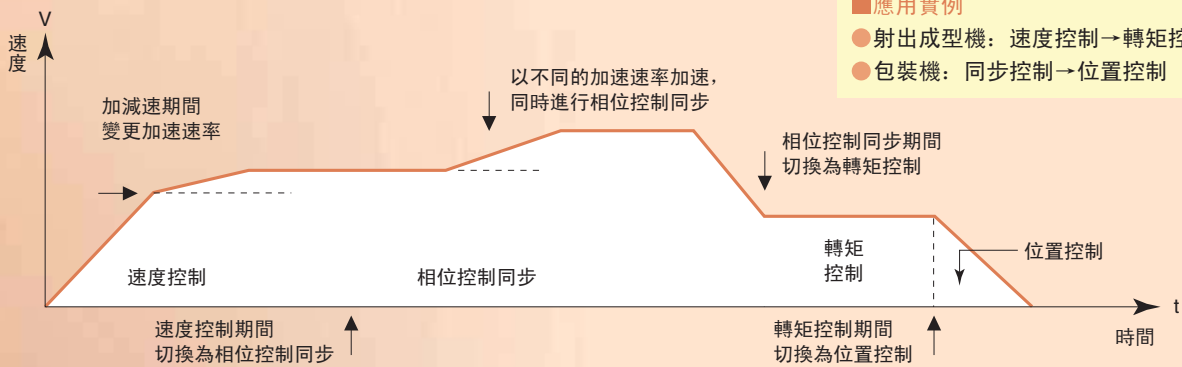 V
速度
■應用實例
●射出成型機：速度控制→轉矩控
●包裝機：同步控制→位置控制
加減速期間
變更加速速率
以不同的加速速率加速，
同時進行相位控制同步
相位控制同步期間
切換為轉矩控制
速度控制
相位控制同步
轉矩
控制
位置控制
t
時間
速度控制期間
切換為相位控制同步
轉矩控制期間
切換為位置控制